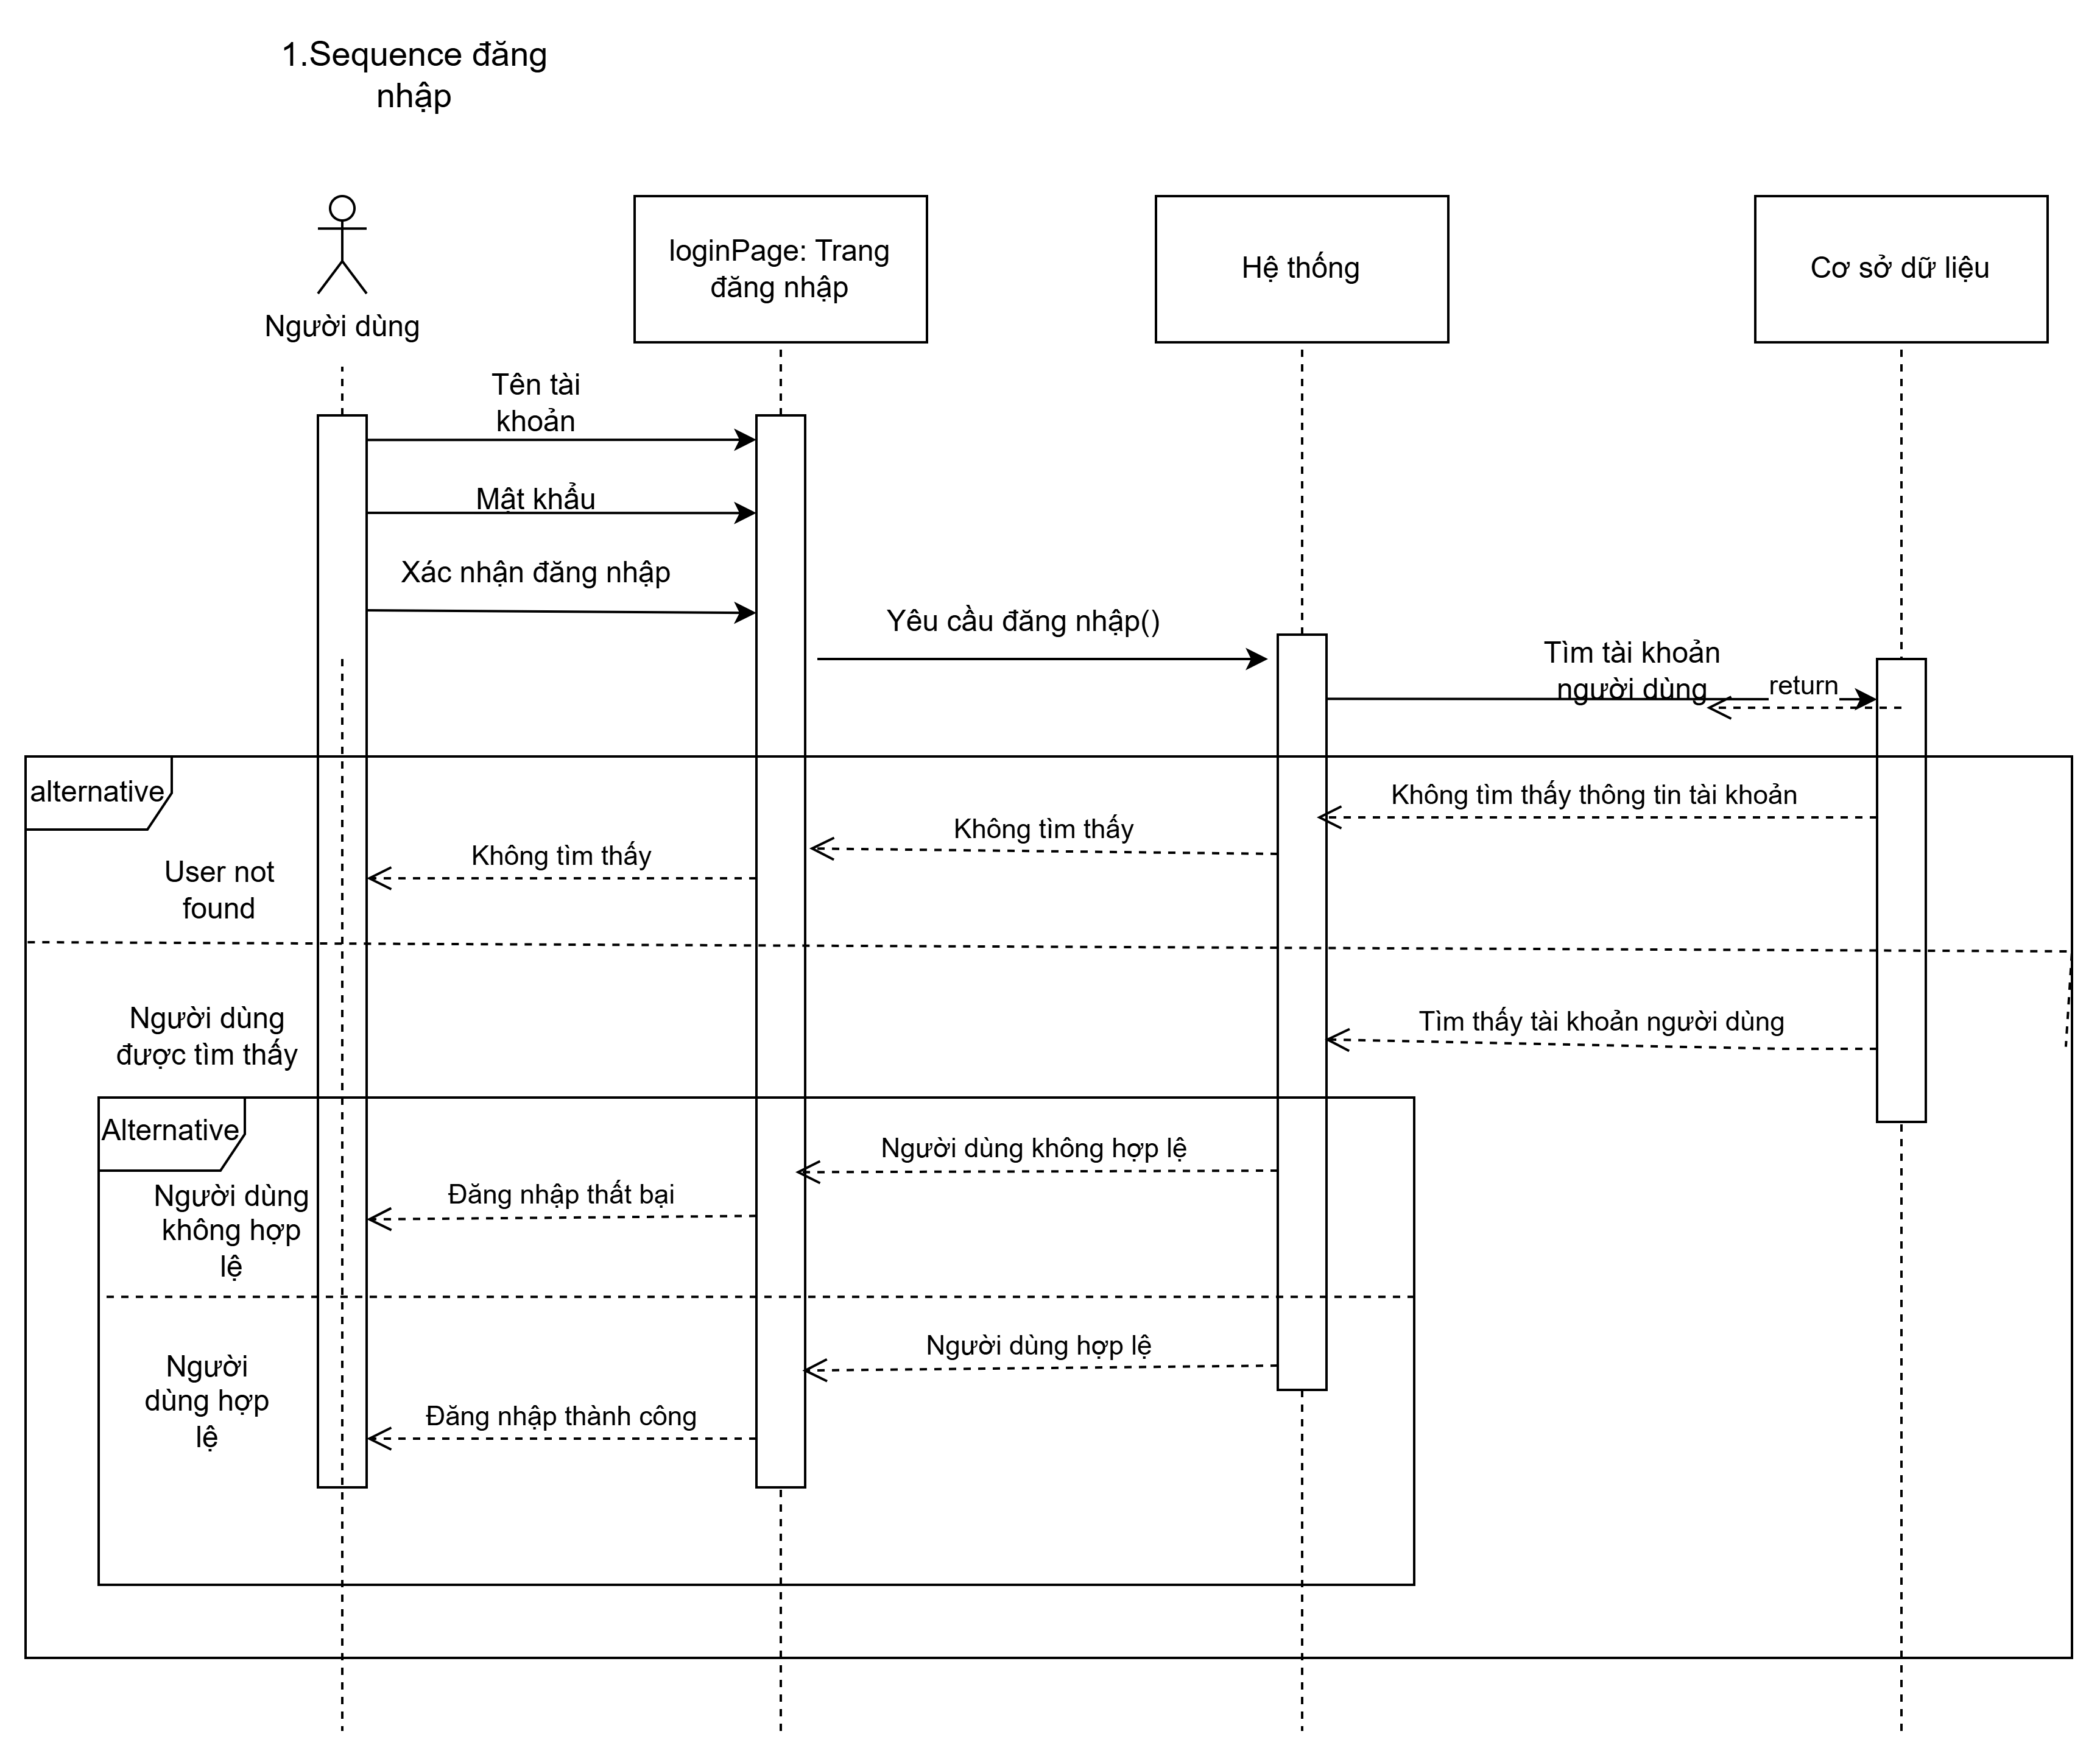 1.Sequence đăng
nhập
Người dùng
loginPage: Trang
đăng nhập
Hệ thống
Cơ sở dữ liệu
Tên tài
khoản
Mật khẩu
Xác nhận đăng nhập
Yêu cầu đăng nhập()
Tìm tài khoản
người dùng
return
alternative
Không tìm thấy thông tin tài khoản
Không tìm thấy
Không tìm thấy
User not
found
Người dùng
được tìm thấy
Tìm thấy tài khoản người dùng
Alternative
Người dùng không hợp lệ
Đăng nhập thất bại
Người dùng
không hợp
lệ
Người dùng hợp lệ
Người
dùng hợp
lệ
Đăng nhập thành công